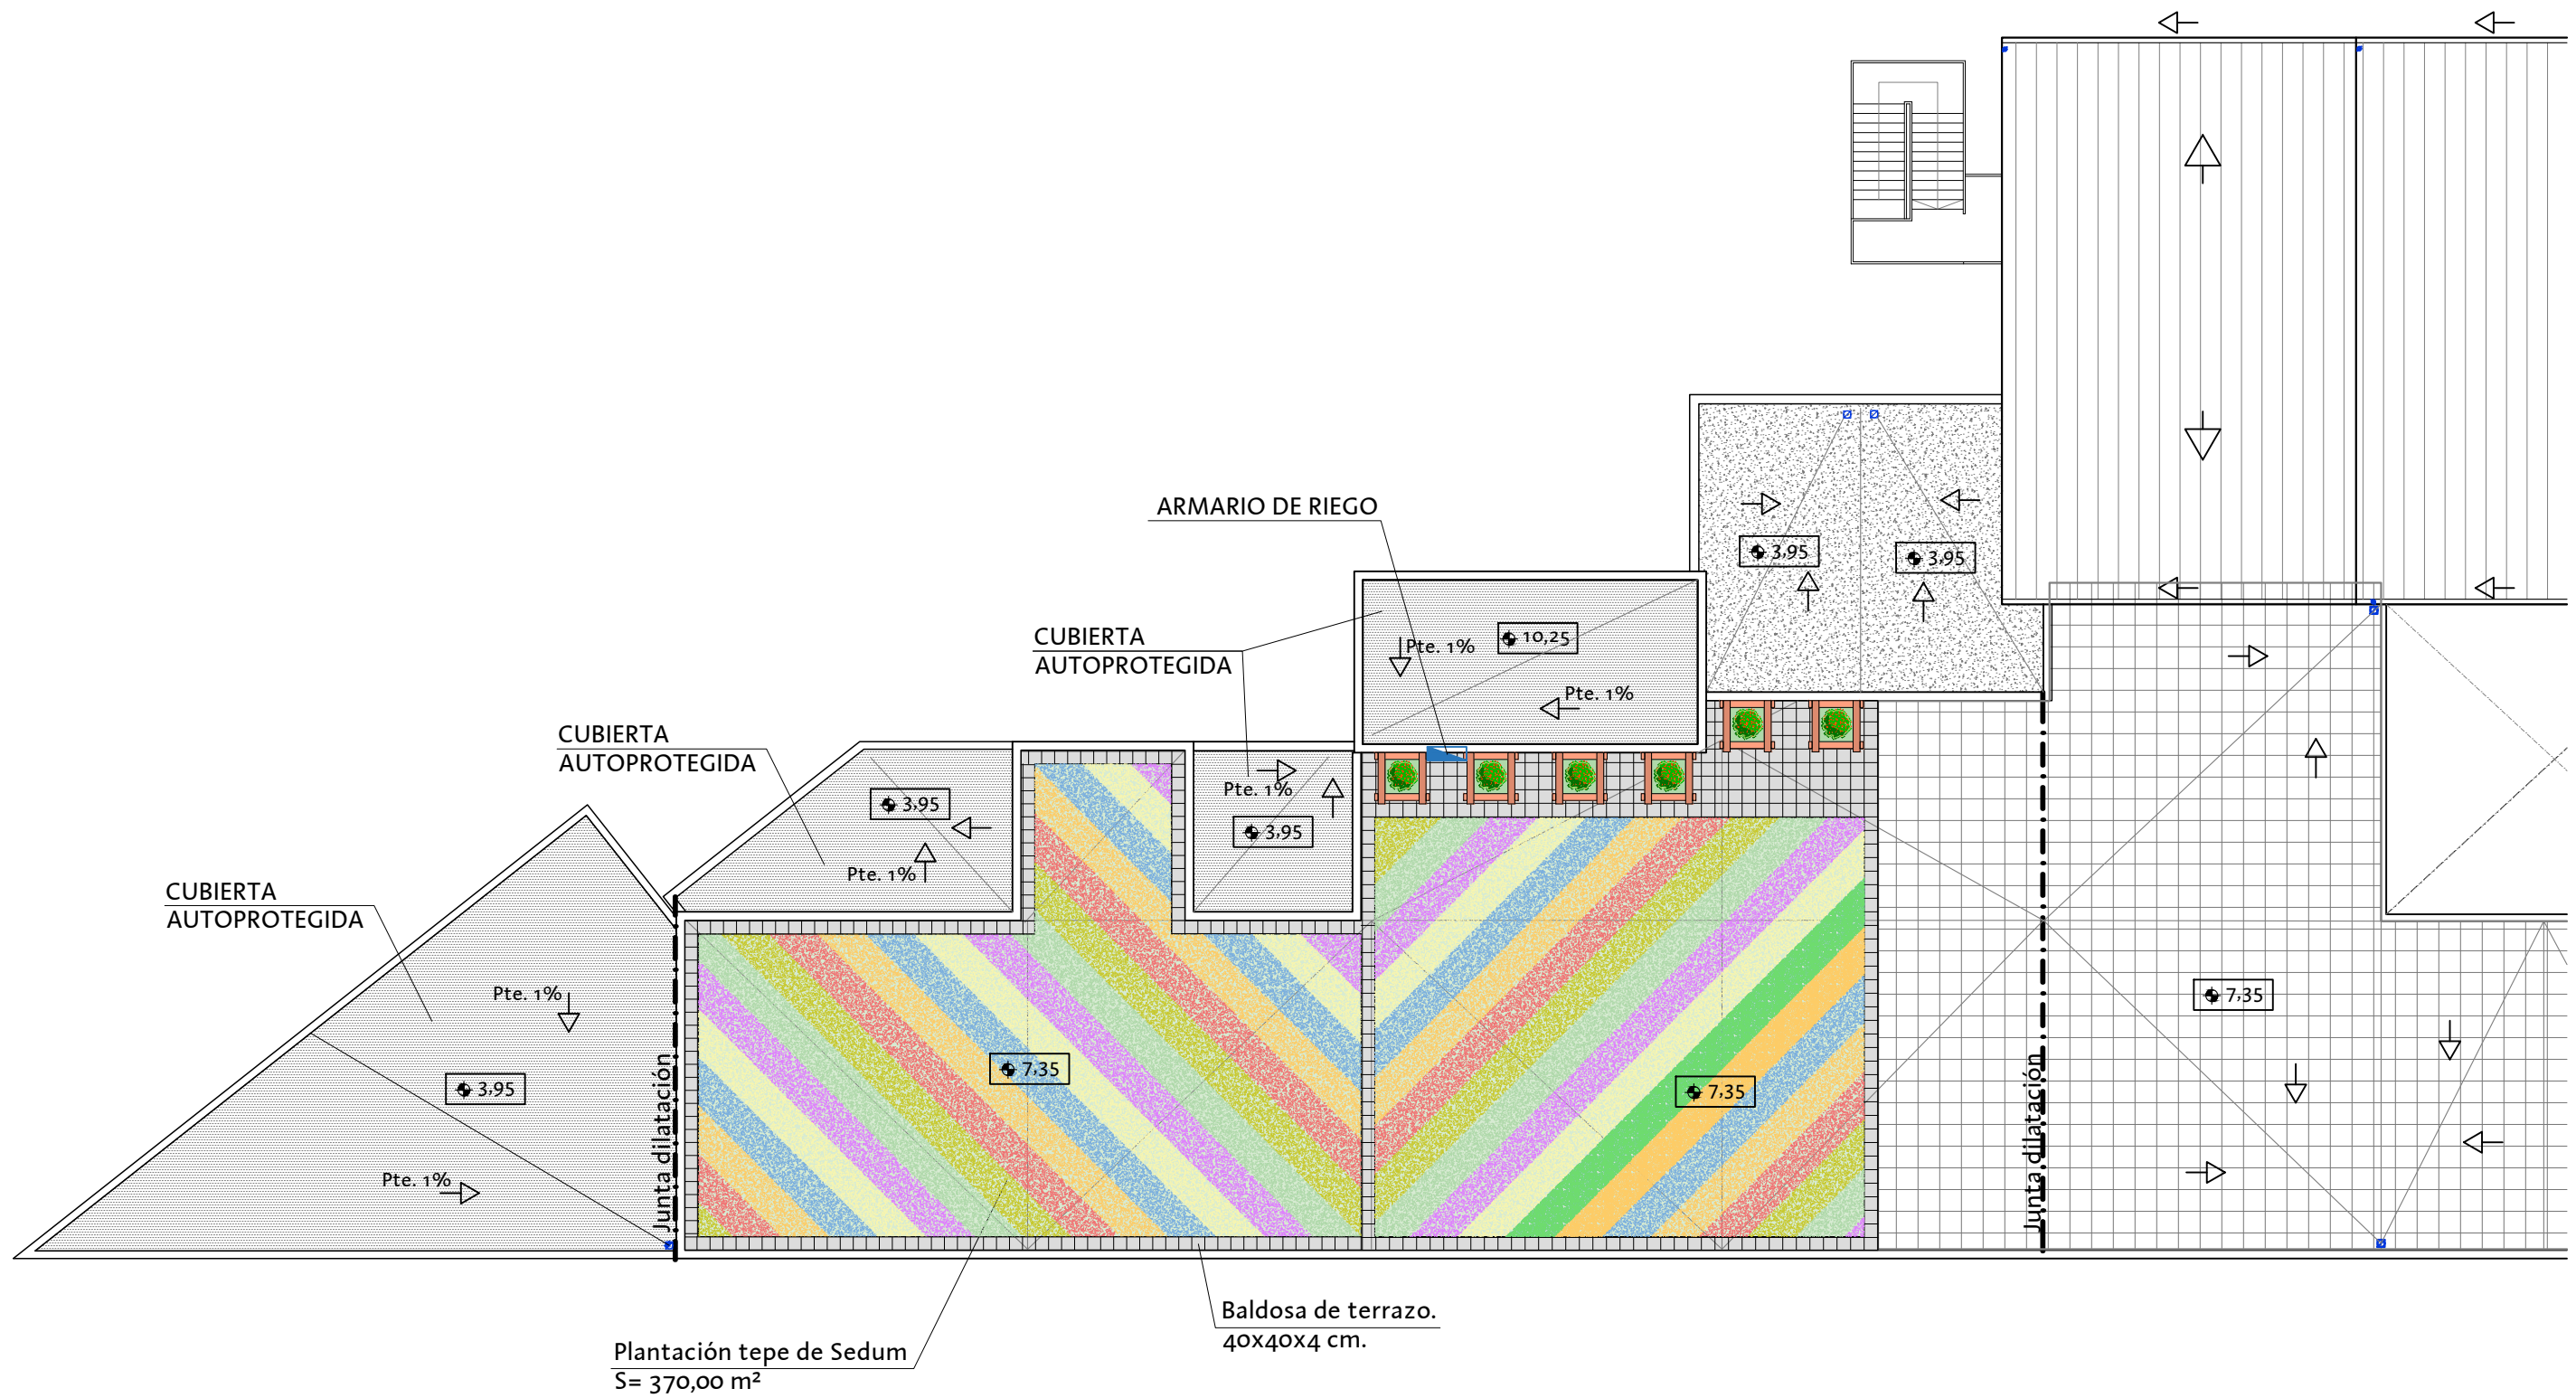 ARMARIO DE RIEGO
3,95
3,95
CUBIERTA
AUTOPROTEGIDA
10,25
Pte. 1%
Pte. 1%
CUBIERTA
AUTOPROTEGIDA
3,95
Pte. 1%
Pte. 1%
3,95
CUBIERTA
AUTOPROTEGIDA
Pte. 1%
3,95
Pte. 1%
Junta dilatación
7,35
7,35
7,35
Junta dilatación
Baldosa de terrazo.
40x40x4 cm.
Plantación tepe de Sedum
S= 370,00 m²